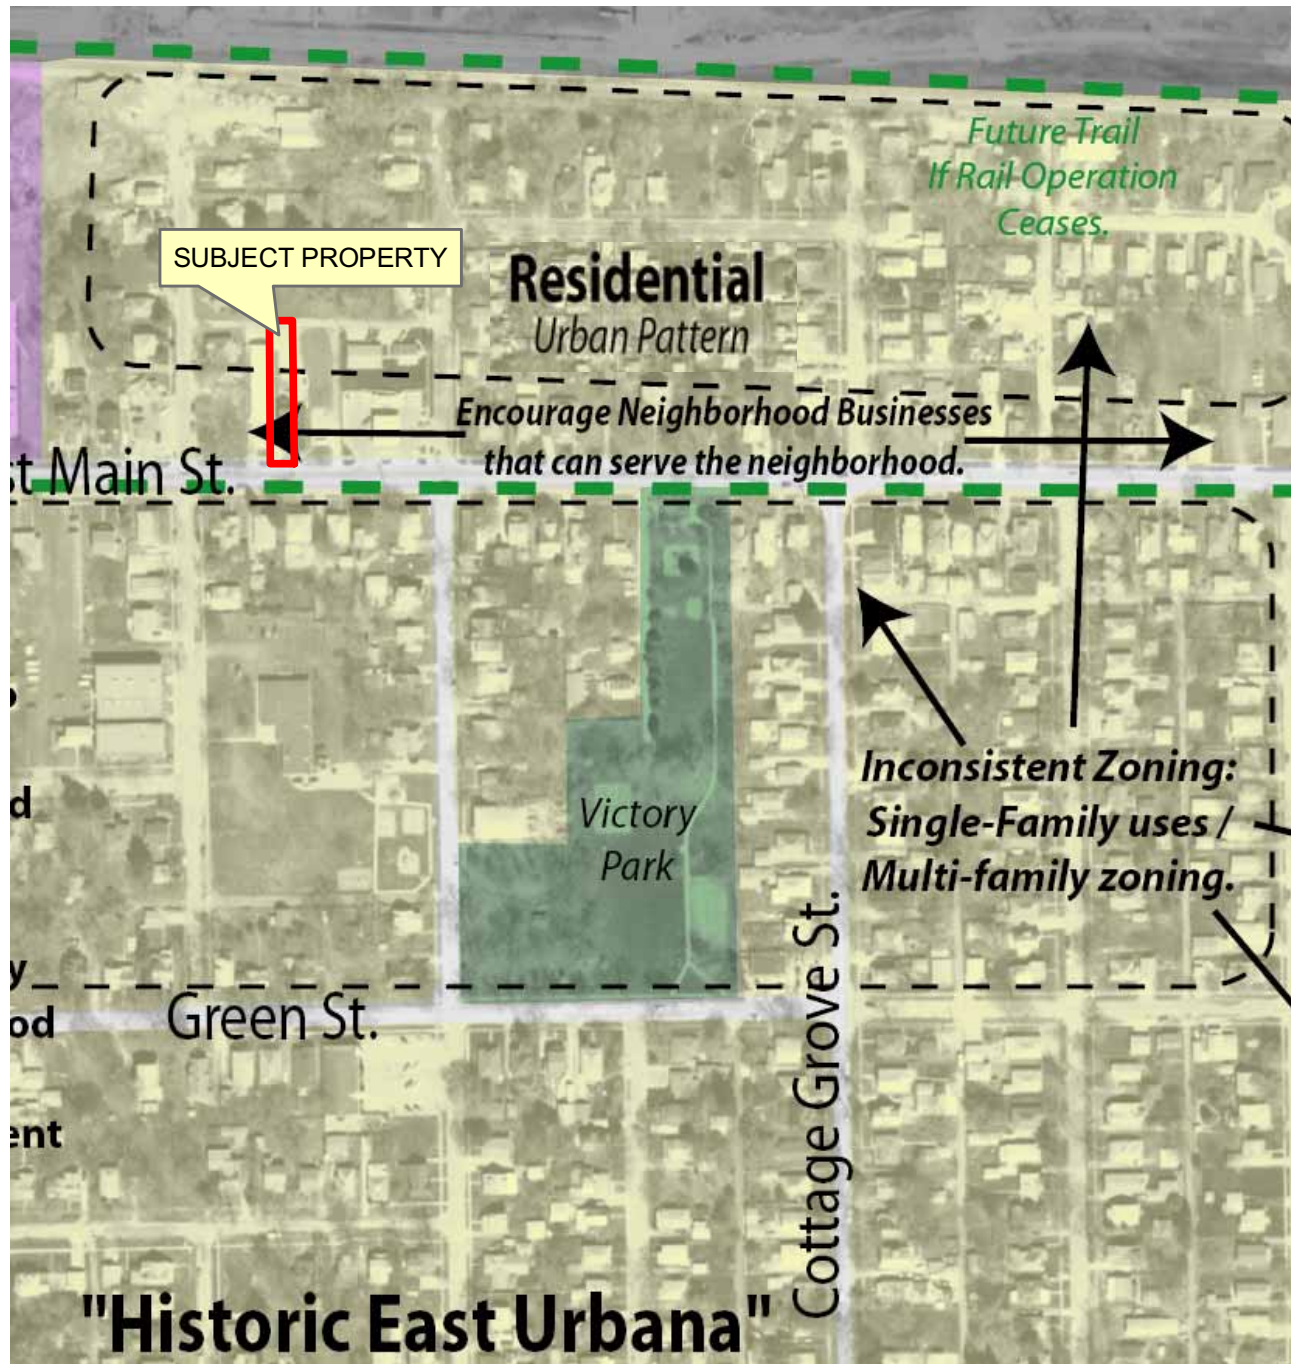 Future Trail
If Rail Operation
Ceases.
SUBJECT PROPERTY
Residential
Urban Pattern
Encourage Neighborhood Businesses
that can serve the neighborhood.
t Main St.
Inconsistent Zoning:
Single-Family uses /
Multi-family zoning.
d
Victory
Park
y
od
Green St.
Cottage Grove St.
ent
"Historic East Urbana"